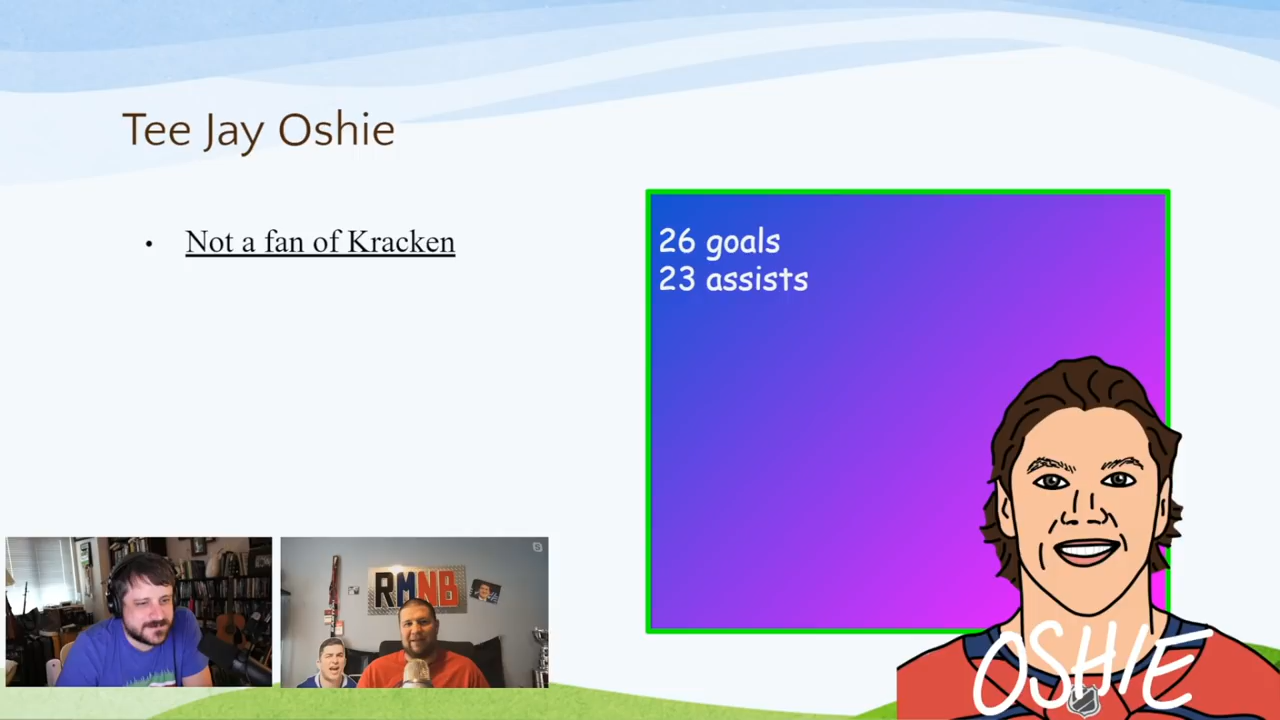 Tee Jay Oshie
• Not a fan of Kracken
26 goals
23 assists
RMNB
OSHIE